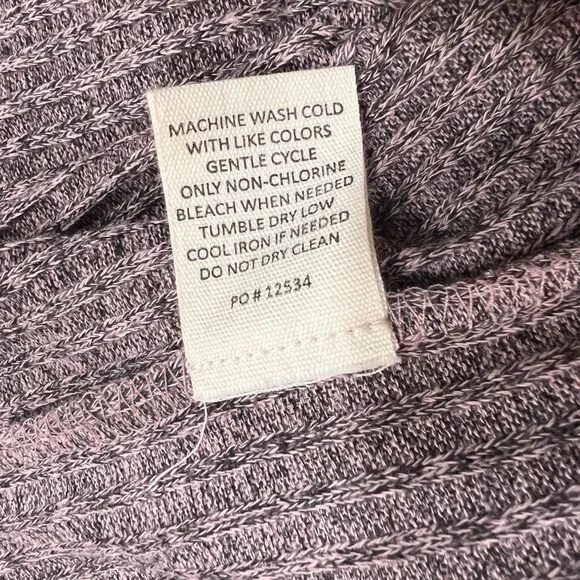 MACHINE WASH COLD
WITH LIKE COLORS
GENTLE CYCLE
ONLY NON-CHLORINE
BLEACH WHEN NEEDED
TUMBLE DRY LOW
COOL IRON IF NEEDED
DO NOT DRY CLEAN
PO # 12534